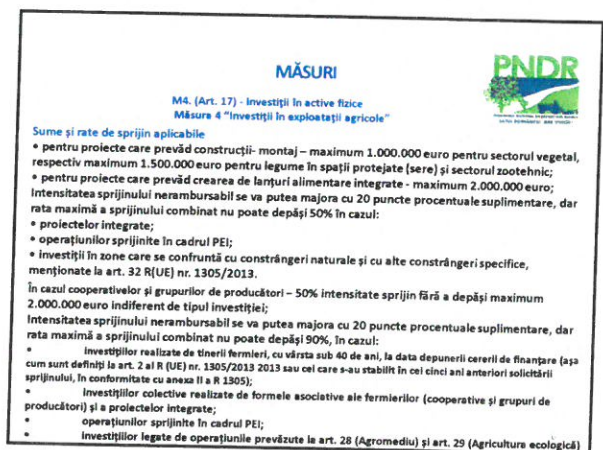 MĂSURI
PNDR
M4. (Art. 17) - Investiții în active fizice
Măsura 4 "Investiții în exploatații agricole"
Sume și rate de sprijin aplicabile
• pentru proiecte care prevăd construcții- montaj – maximum 1.000.000 euro pentru sectorul vegetal,
respectiv maximum 1.500.000 euro pentru legume în spații protejate (sere) și sectorul zootehnic;
• pentru proiecte care prevăd crearea de lanțuri alimentare integrate - maximum 2.000.000 euro;
Intensitatea sprijinului nerambursabil se va putea majora cu 20 puncte procentuale suplimentare, dar
rata maximă a sprijinului combinat nu poate depăși 50% în cazul:
• proiectelor integrate;
• operațiunilor sprijinite în cadrul PEI;
• investiții în zone care se confruntă cu constrângeri naturale și cu alte constrângeri specifice,
menționate la art. 32 R(UE) nr. 1305/2013.
În cazul cooperativelor și grupurilor de producători – 50% intensitate sprijin fără a depăși maximum
2.000.000 euro indiferent de tipul investiției;
Intensitatea sprijinului nerambursabil se va putea majora cu 20 puncte procentuale suplimentare, dar
rata maximă a sprijinului combinat nu poate depăși 90%, în cazul:
• Investițiilor realizate de tinerii fermieri, cu vârsta sub 40 de ani, la data depunerii cererii de finanțare (așa
cum sunt definiți la art. 2 al R (UE) nr. 1305/2013 2013 sau cei care s-au stabilit în cei cinci ani anteriori solicitării
sprijinului, în conformitate cu anexa II a R 1305);
• Investițiilor colective realizate de formele asociative ale fermierilor (cooperative și grupuri de
producători) și a proiectelor integrate;
• operațiunilor sprijinite în cadrul PEI;
• investițiilor legate de operațiunile prevăzute la art. 28 (Agromediu) și art. 29 (Agricultura ecologică)